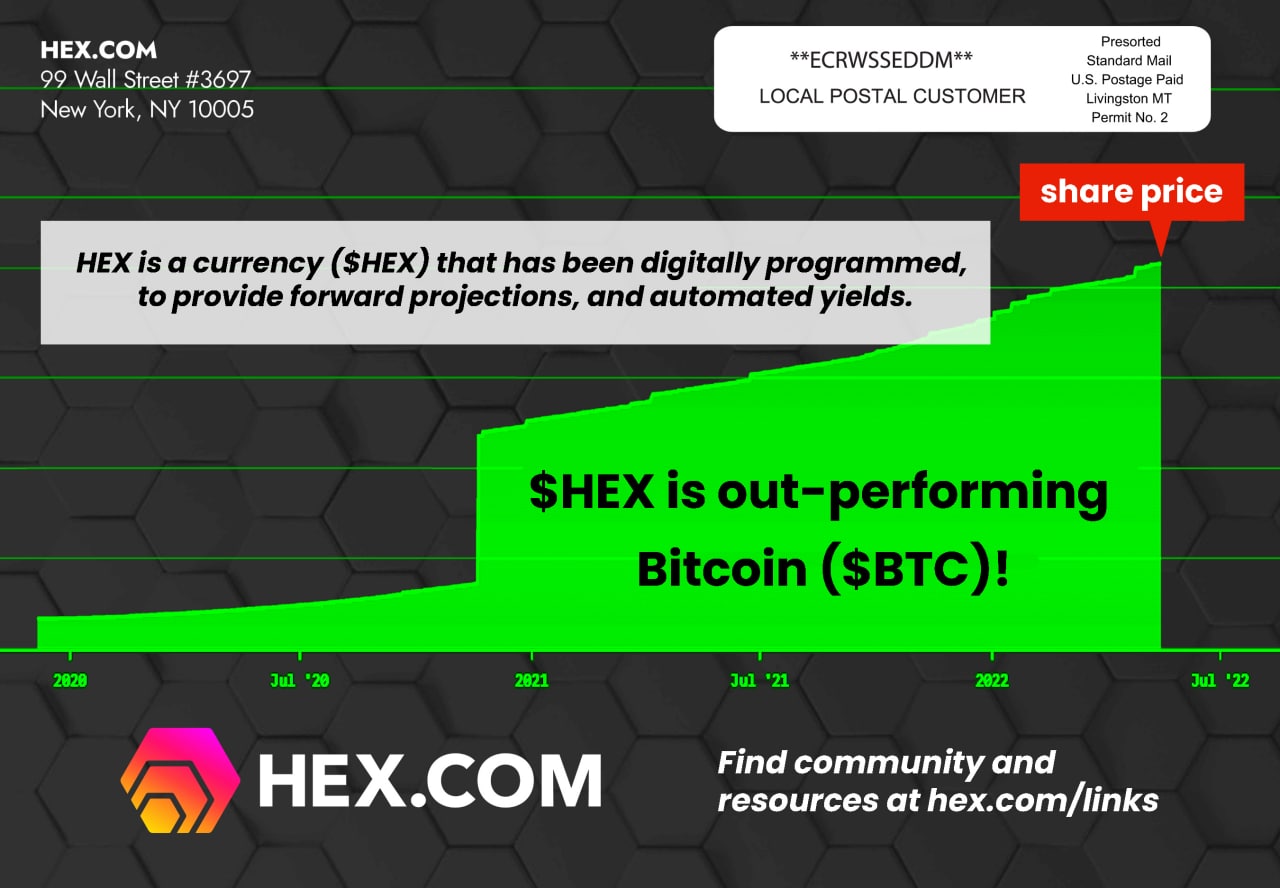 HEX.COM
99 Wall Street #3697
New York, NY 10005
**ECRWSSEDDM**
LOCAL POSTAL CUSTOMER
Presorted
Standard Mail
U.S. Postage Paid
Livingston MT
Permit No. 2
share price
HEX is a currency ($HEX) that has been digitally programmed,
to provide forward projections, and automated yields.
$HEX is out-performing
Bitcoin ($BTC)!
2020 Jul '20 2021 Jul '21 2022 Jul '22
HEX.COM
Find community and
resources at hex.com/links